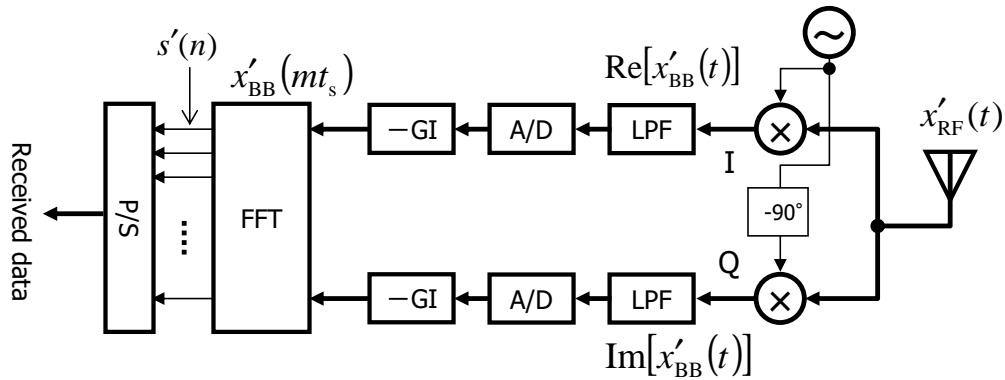 s′(n)
x′BB(mts)
Re[x′BB(t)]
x′RF(t)
−GI
A/D
LPF
×
I
Received data
P/S
FFT
-90°
Q
−GI
A/D
LPF
×
Im[x′BB(t)]